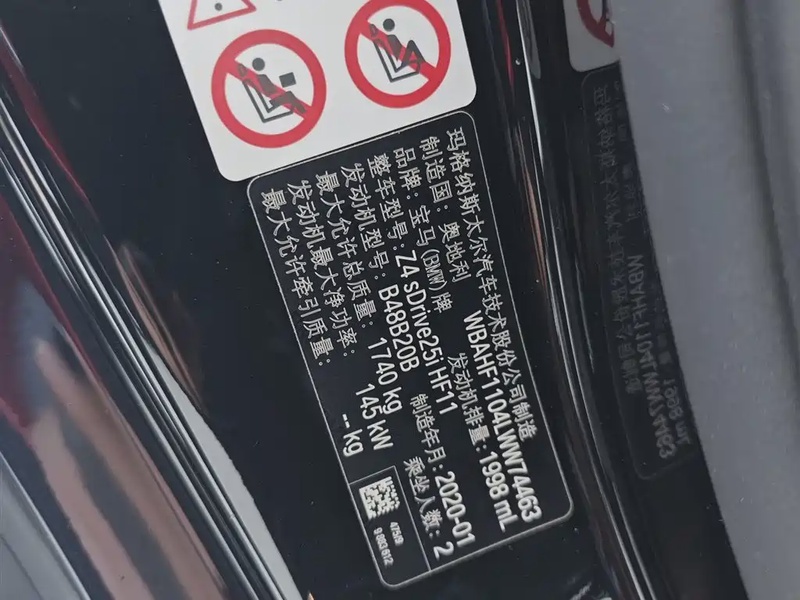 玛格纳斯太尔汽车技术股份公司制造
制造国：奥地利 WBAHF1104LWW74463
品牌：宝马(BMW)牌 发动机排量：1998 mL
整车型号：Z4 sDrive25i HF11 制造年月：2020-01
发动机型号：B48B20B 乘坐人数：2
最大允许总质量：1740 kg
发动机最大净功率：145 kW
最大允许牵引质量：-- kg
475i9
9 883 612